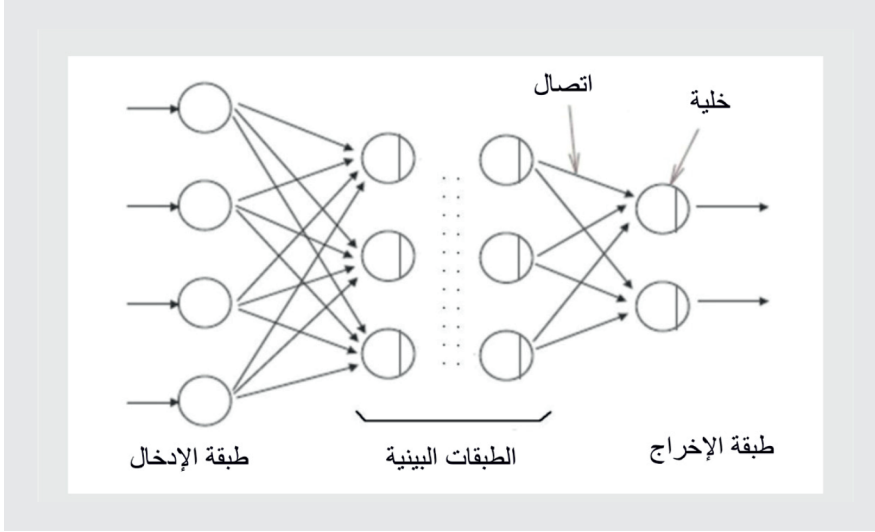 اتصال
خلية
طبقة الإدخال
الطبقات البينية
طبقة الإخراج